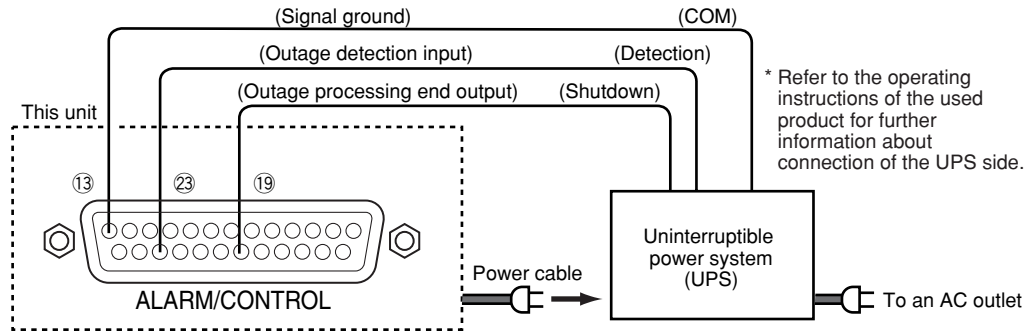 (Signal ground) (COM)
(Outage detection input) (Detection)
(Outage processing end output) (Shutdown)
* Refer to the operating
instructions of the used
product for further
information about
connection of the UPS side.
This unit
⑬ ㉓ ⑲
ALARM/CONTROL
Power cable
Uninterruptible
power system
(UPS)
To an AC outlet